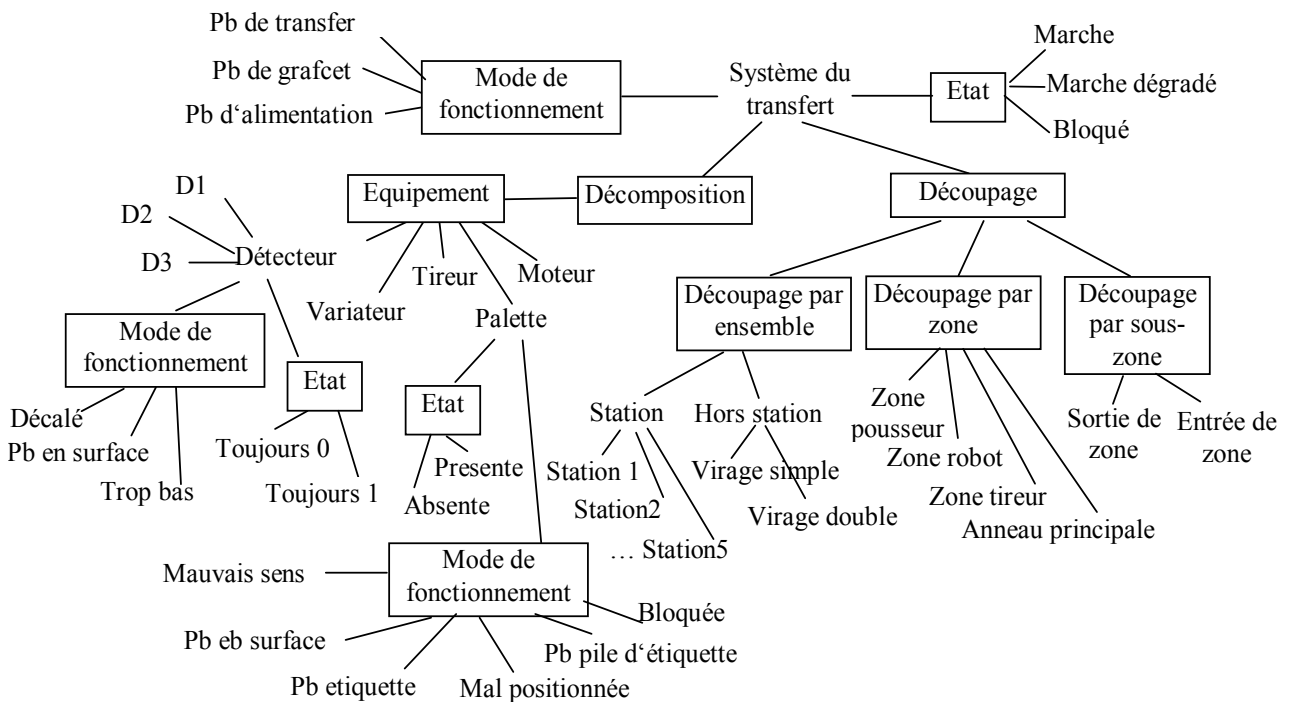 Pb de transfer
Pb de grafcet
Pb d‘alimentation
Mode de
fonctionnement
Système du
transfert
Etat
Marche
Marche dégradé
Bloqué
D1
D2
D3
Détecteur
Equipement
Décomposition
Découpage
Variateur
Tireur
Moteur
Palette
Découpage par
ensemble
Découpage par
zone
Découpage
par sous-
zone
Mode de
fonctionnement
Etat
Etat
Décalé
Pb en surface
Trop bas
Toujours 0
Toujours 1
Presente
Absente
Station
Hors station
Station 1
Station2
… Station5
Virage simple
Virage double
Zone
pousseur
Zone robot
Zone tireur
Anneau principale
Sortie de
zone
Entrée de
zone
Mode de
fonctionnement
Mauvais sens
Pb eb surface
Pb etiquette
Mal positionnée
Pb pile d‘étiquette
Bloquée